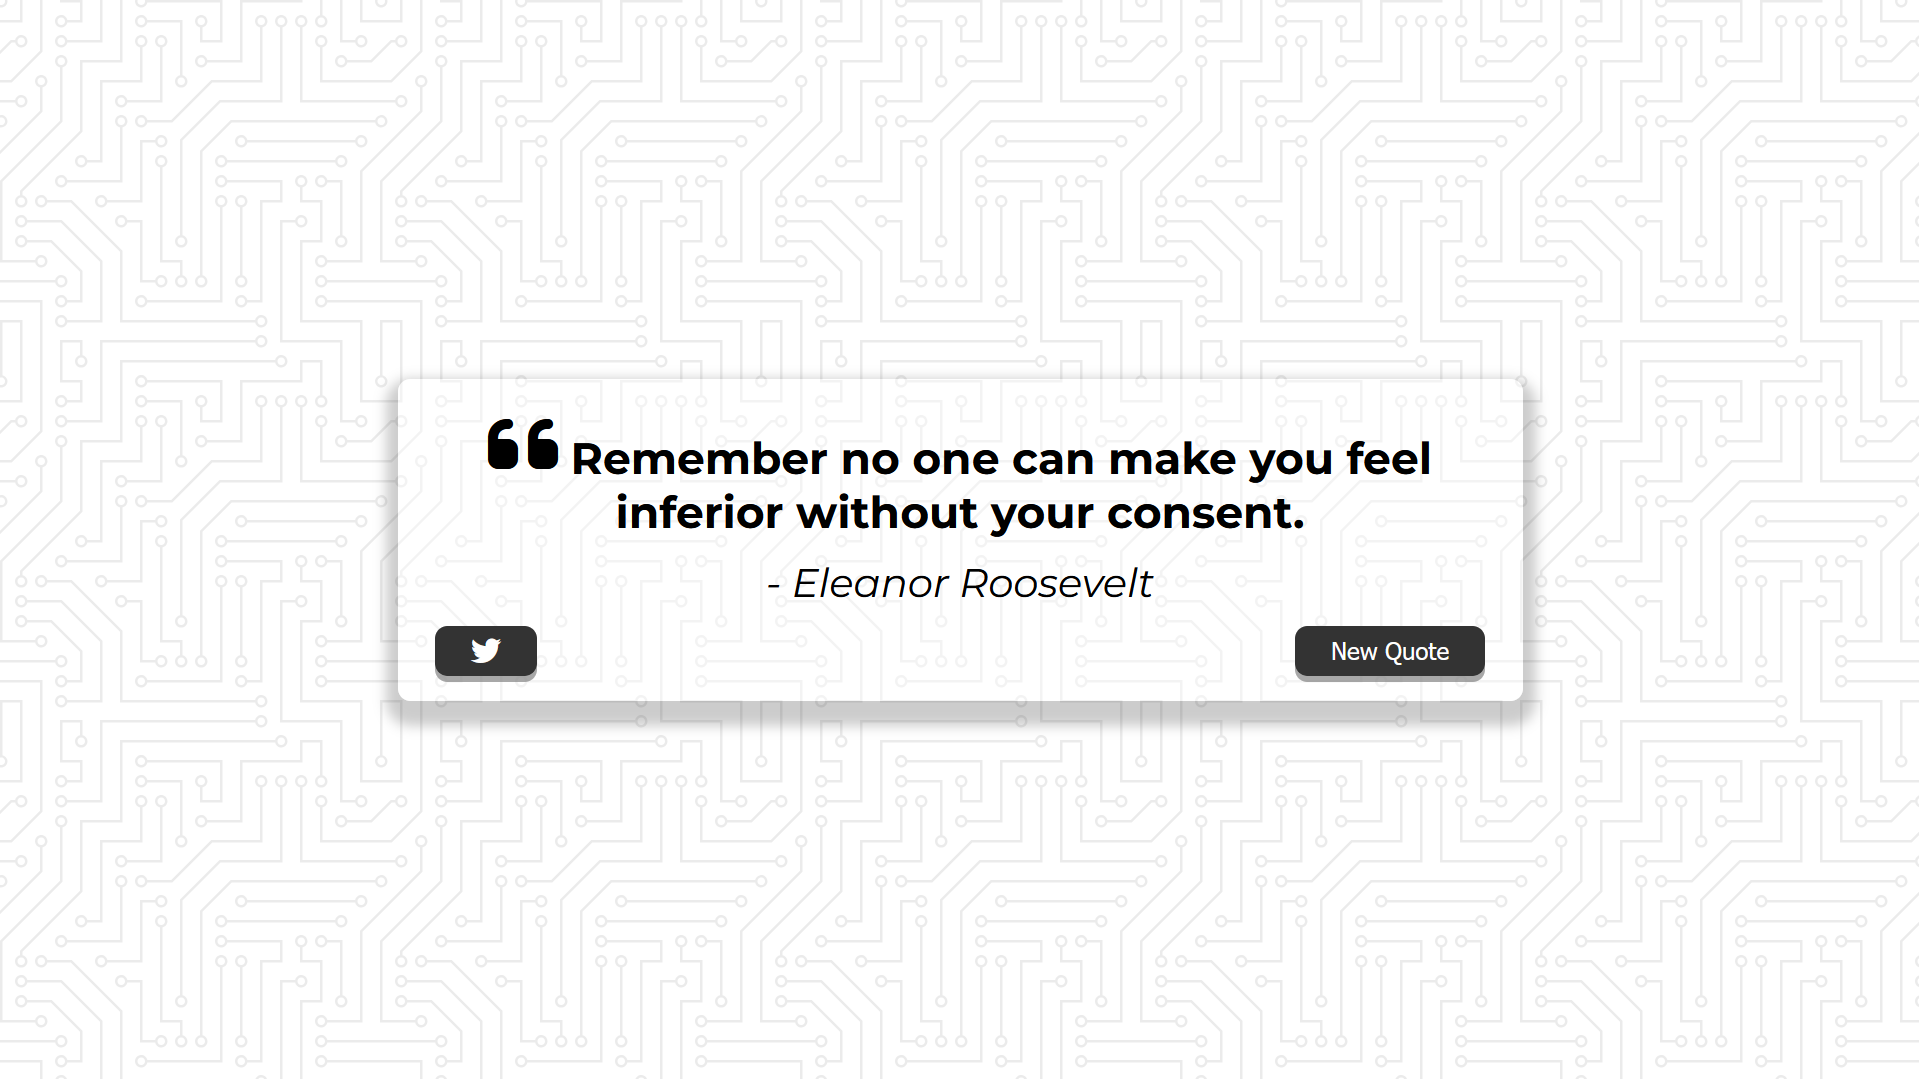 Remember no one can make you feel
inferior without your consent.
- Eleanor Roosevelt
New Quote